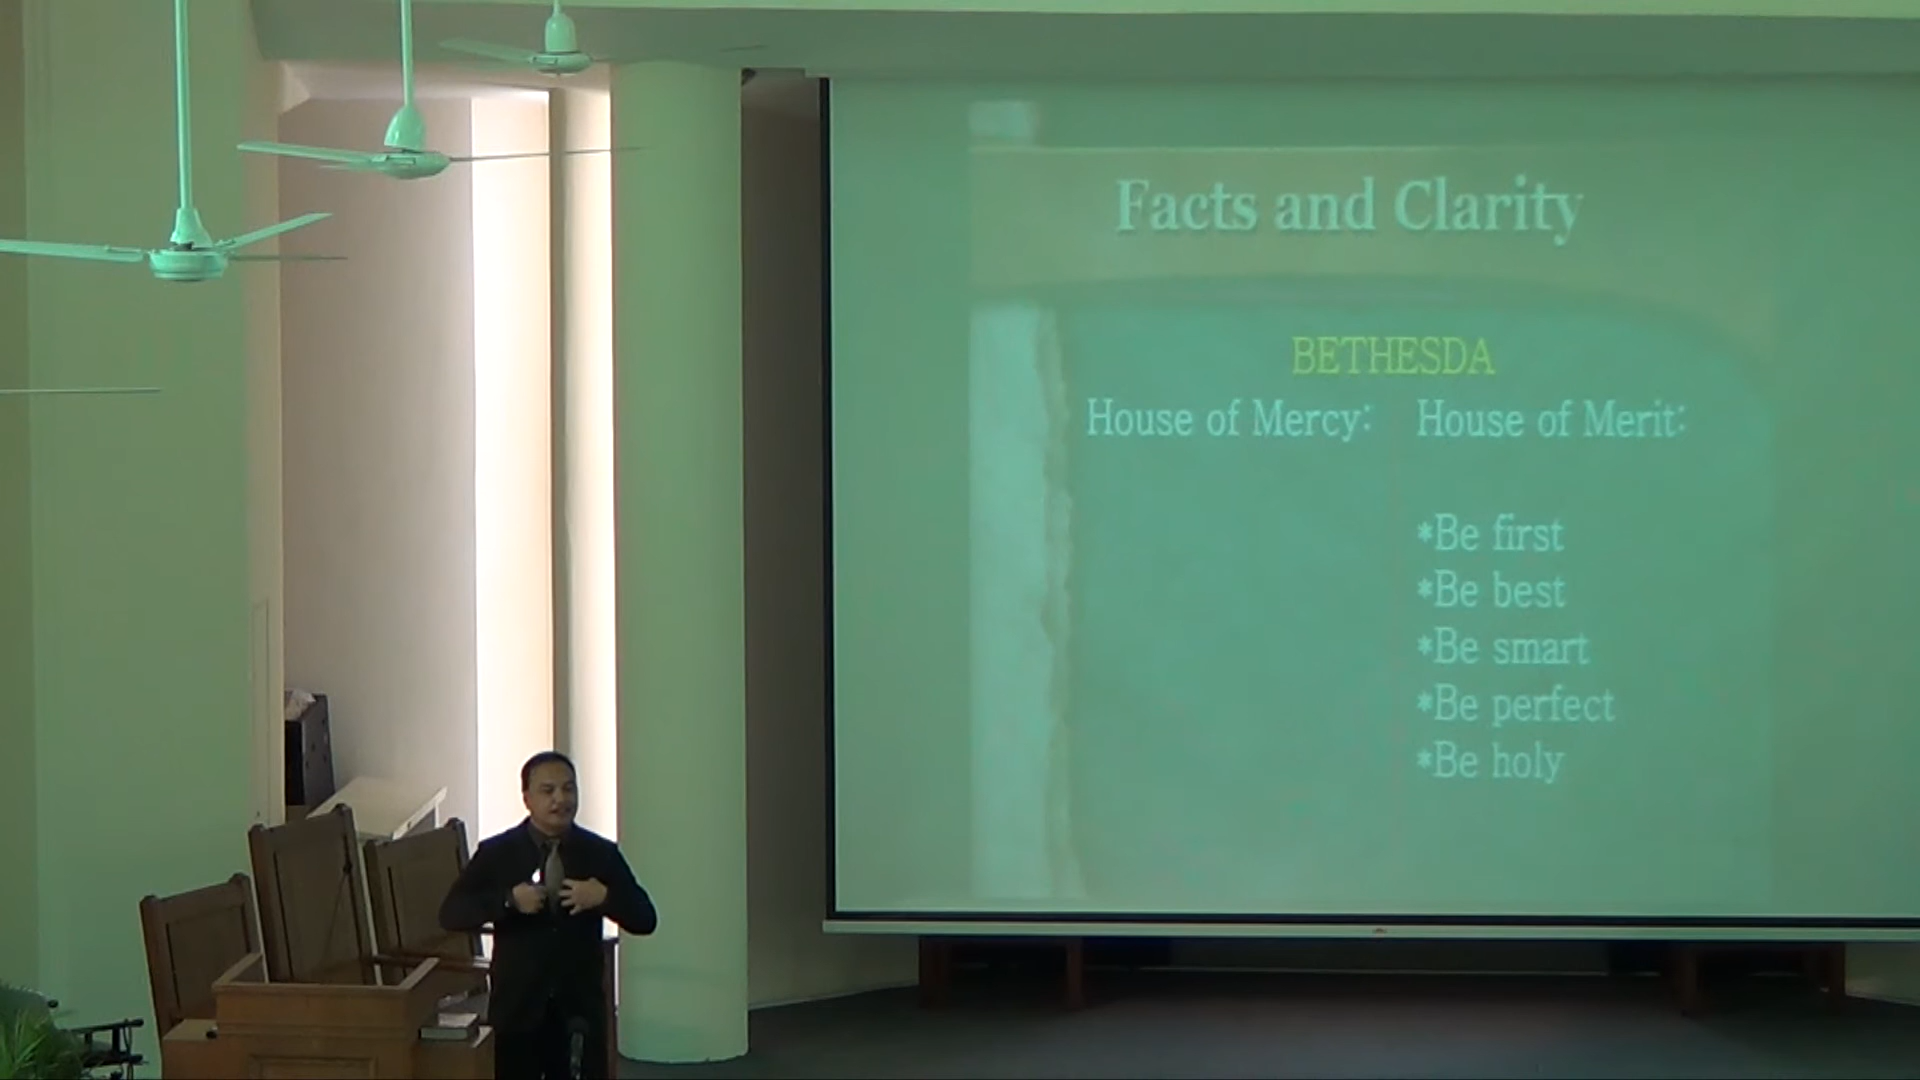 Facts and Clarity
BETHESDA
House of Mercy: House of Merit:
*Be first
*Be best
*Be smart
*Be perfect
*Be holy